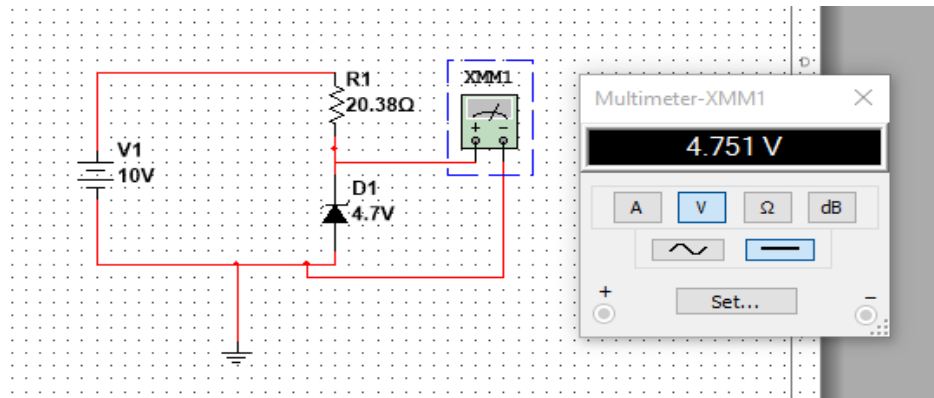 XMM1
R1
20.38Ω
V1
10V
D1
4.7V
+ −
Multimeter-XMM1
4.751 V
A V Ω dB
+ Set... −
D